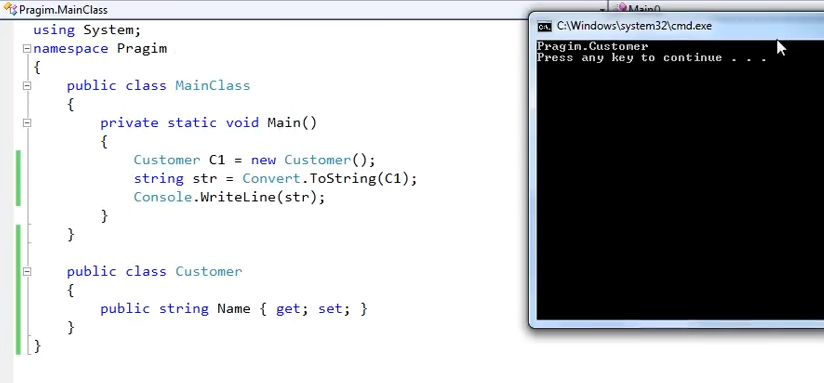 Pragim.MainClass
Main()
using System;
namespace Pragim
{
public class MainClass
{
private static void Main()
{
Customer C1 = new Customer();
string str = Convert.ToString(C1);
Console.WriteLine(str);
}
}
public class Customer
{
public string Name { get; set; }
}
}
C:\Windows\system32\cmd.exe
Pragim.Customer
Press any key to continue . . .